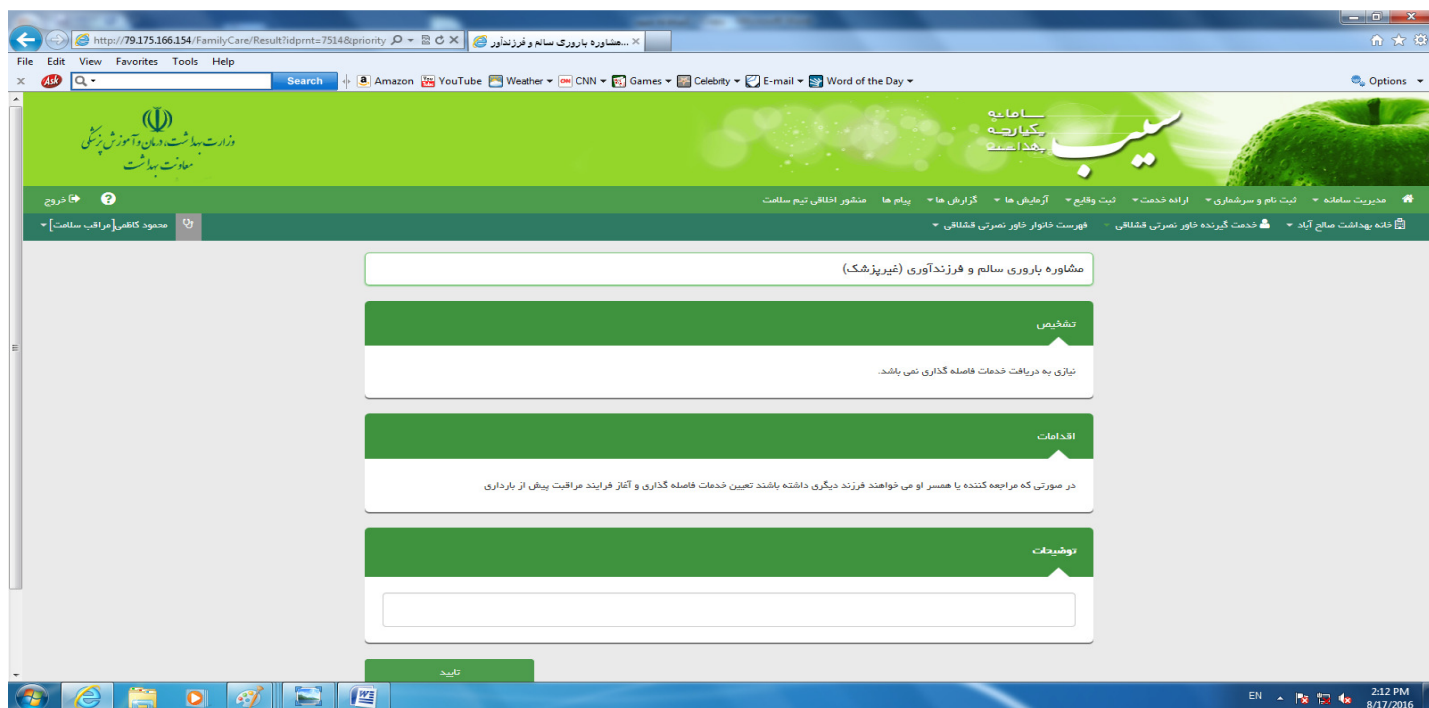 http://79.175.166.154/FamilyCare/Result?idprnt=7514&priority
مشاوره باروری سالم و فرزندآور...
File Edit View Favorites Tools Help
Ask
Search
Amazon YouTube Weather CNN Games Celebrity E-mail Word of the Day
Options
وزارت بهداشت، درمان و آموزش پزشکی
معاونت بهداشت
سیب
سامانه
یکپارچه
بهداشت
مدیریت سامانه ثبت نام و سرشماری ارائه خدمت ثبت وقایع آزمایش ها گزارش ها پیام ها منشور اخلاقی تیم سلامت
خروج
خانه بهداشت صالح آباد خدمت گیرنده خاور نصرتی قشلاقی فهرست خانوار خاور نصرتی قشلاقی
محمود کاظمی[مراقب سلامت]
مشاوره باروری سالم و فرزندآوری (غیرپزشک)
تشخیص
نیازی به دریافت خدمات فاصله گذاری نمی باشد.
اقدامات
در صورتی که مراجعه کننده یا همسر او می خواهند فرزند دیگری داشته باشند تعیین خدمات فاصله گذاری و آغاز فرایند مراقبت پیش از بارداری
توضیحات
تایید
EN
2:12 PM
8/17/2016